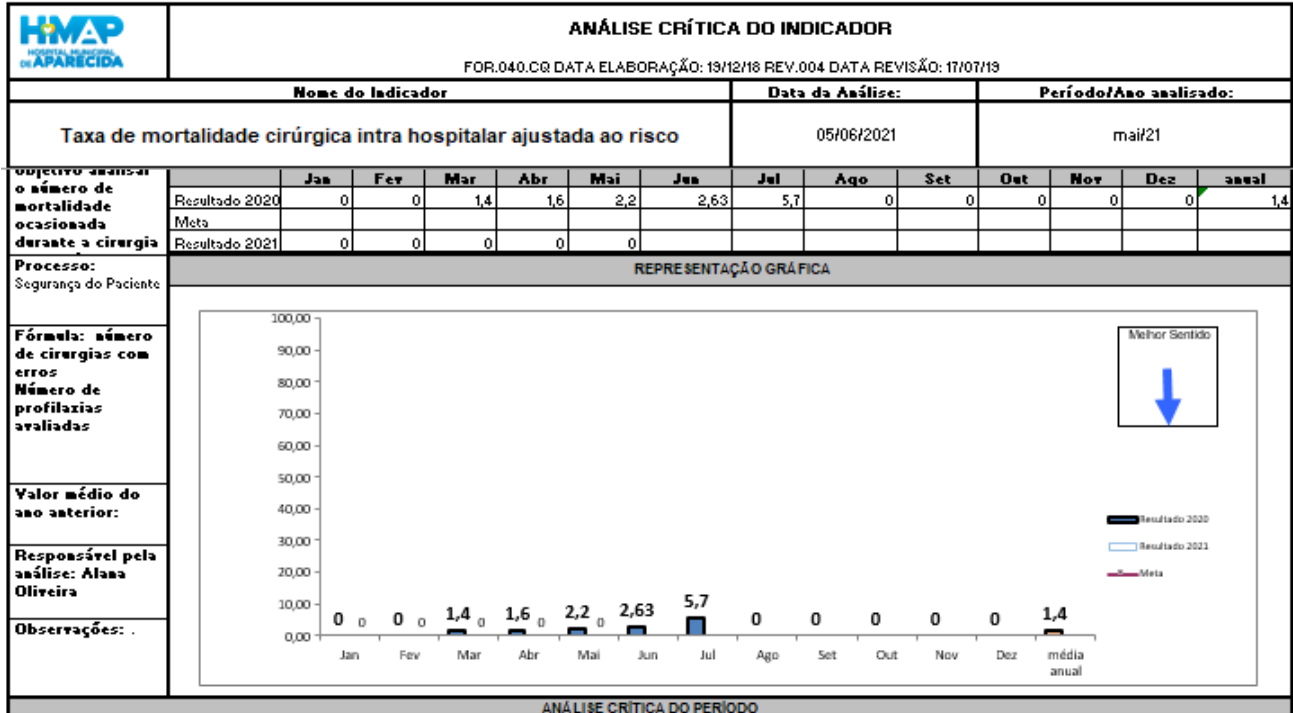 HMAP
HOSPITAL MUNICIPAL
DE APARECIDA
ANÁLISE CRÍTICA DO INDICADOR
FOR.040.CQ DATA ELABORAÇÃO: 19/12/18 REV.004 DATA REVISÃO: 17/07/19
Nome do Indicador Data da Análise: Período/Ano analisado:
Taxa de mortalidade cirúrgica intra hospitalar ajustada ao risco 05/06/2021 mai/21
objetivo analisar
o número de
mortalidade
ocasionada
durante a cirurgia
Jan Fev Mar Abr Mai Jun Jul Ago Set Out Nov Dez anual
Resultado 2020 0 0 1,4 1,6 2,2 2,63 5,7 0 0 0 0 0 1,4
Meta
Resultado 2021 0 0 0 0 0
Processo:
Segurança do Paciente
REPRESENTAÇÃO GRÁFICA
Fórmula: número
de cirurgias com
erros
Número de
profilaxias
avaliadas
Valor médio do
ano anterior:
Responsável pela
análise: Alana
Oliveira
Observações: .
100,00
90,00
80,00
70,00
60,00
50,00
40,00
30,00
20,00
10,00
0,00
Melhor Sentido
Resultado 2020
Resultado 2021
Meta
0 0 0 0 1,4 0 1,6 0 2,2 0 2,63 5,7 0 0 0 0 0 1,4
Jan Fev Mar Abr Mai Jun Jul Ago Set Out Nov Dez média
anual
ANÁLISE CRÍTICA DO PERÍODO